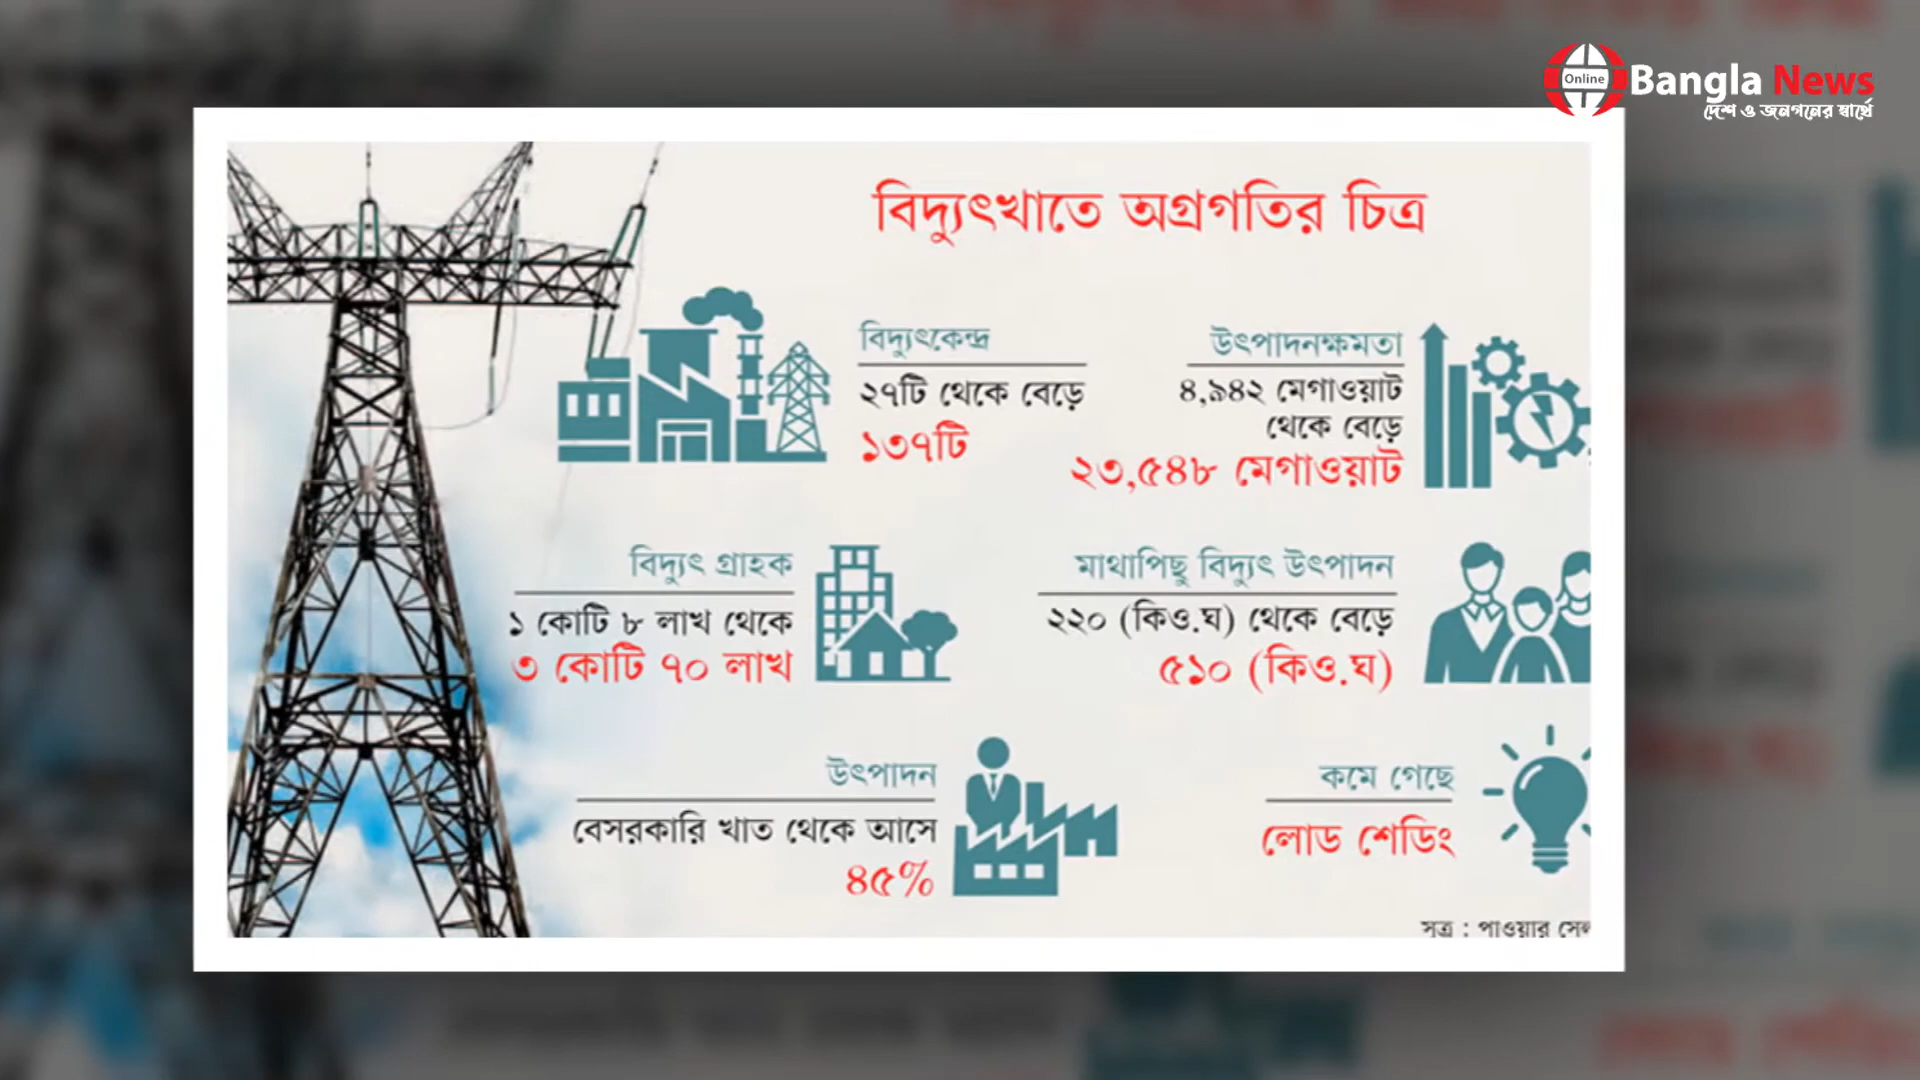 Online Bangla News
দেশ ও জনগনের স্বার্থে
বিদ্যুৎখাতে অগ্রগতির চিত্র
বিদ্যুৎকেন্দ্র
২৭টি থেকে বেড়ে
১৩৭টি
উৎপাদনক্ষমতা
৪,৯৪২ মেগাওয়াট
থেকে বেড়ে
২৩,৫৪৮ মেগাওয়াট
বিদ্যুৎ গ্রাহক
১ কোটি ৮ লাখ থেকে
৩ কোটি ৭০ লাখ
মাথাপিছু বিদ্যুৎ উৎপাদন
২২০ (কিও.ঘ) থেকে বেড়ে
৫১০ (কিও.ঘ)
উৎপাদন
বেসরকারি খাত থেকে আসে
৪৫%
কমে গেছে
লোড শেডিং
সূত্র : পাওয়ার